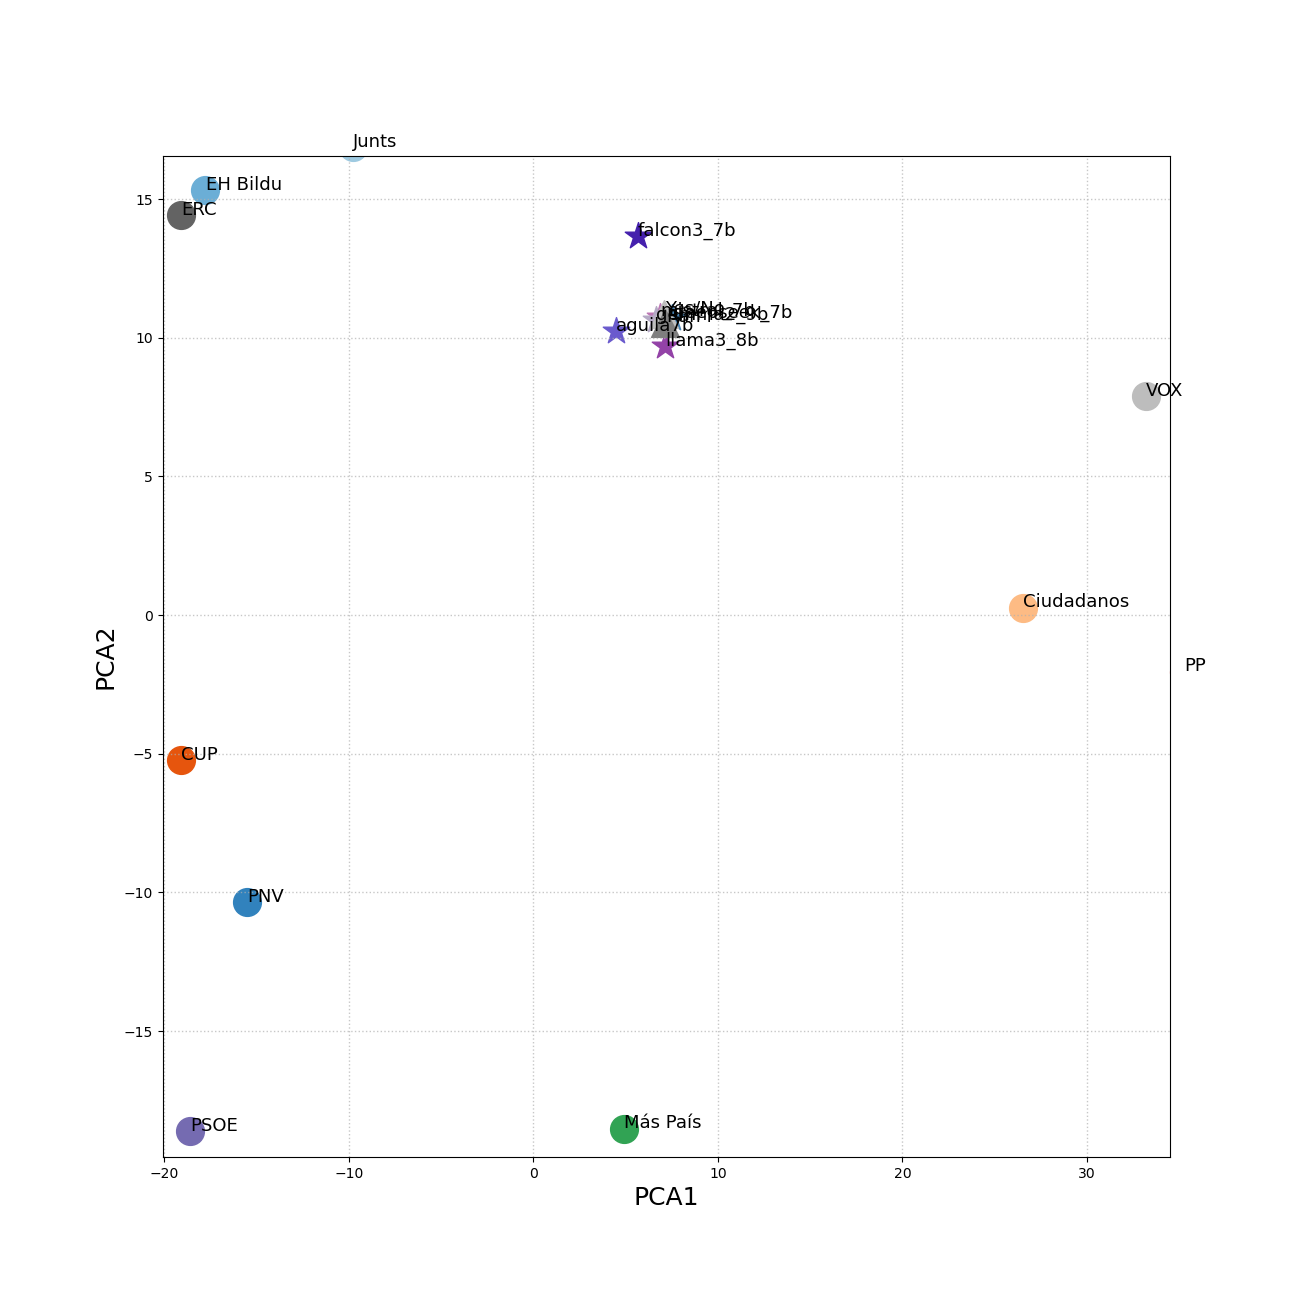 Junts
EH Bildu
ERC
falcon3_7b
aguila7b
llama3_8b
VOX
Ciudadanos
PP
CUP
PNV
PSOE
Más País
15
10
5
0
−5
−10
−15
−20
−10
0
10
20
30
PCA1
PCA2